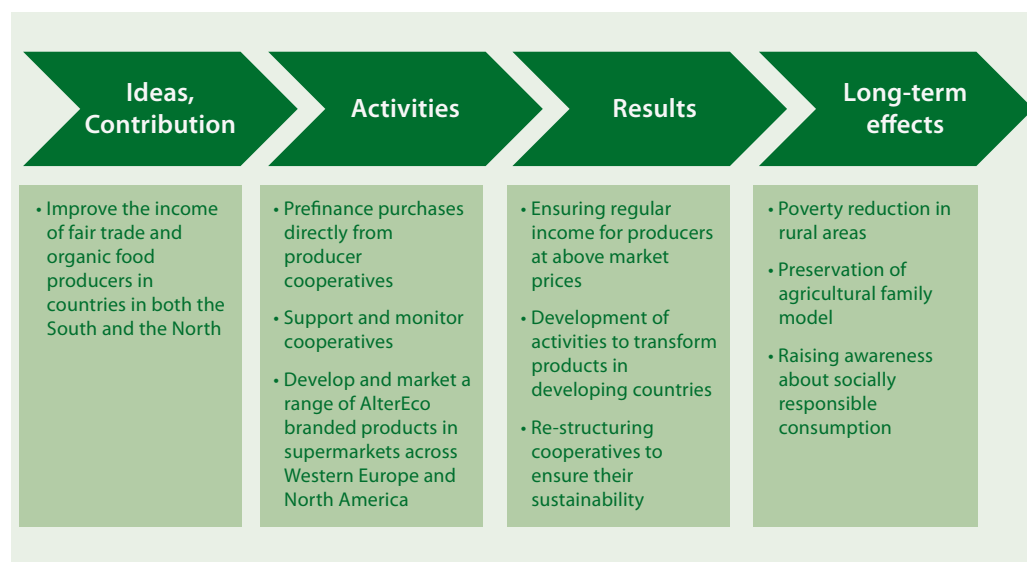 Ideas,
Contribution
Activities
Results
Long-term
effects
• Improve the income
of fair trade and
organic food
producers in
countries in both the
South and the North
• Prefinance purchases
directly from
producer
cooperatives
• Support and monitor
cooperatives
• Develop and market a
range of AlterEco
branded products in
supermarkets across
Western Europe and
North America
• Ensuring regular
income for producers
at above market
prices
• Development of
activities to transform
products in
developing countries
• Re-structuring
cooperatives to
ensure their
sustainability
• Poverty reduction in
rural areas
• Preservation of
agricultural family
model
• Raising awareness
about socially
responsible
consumption